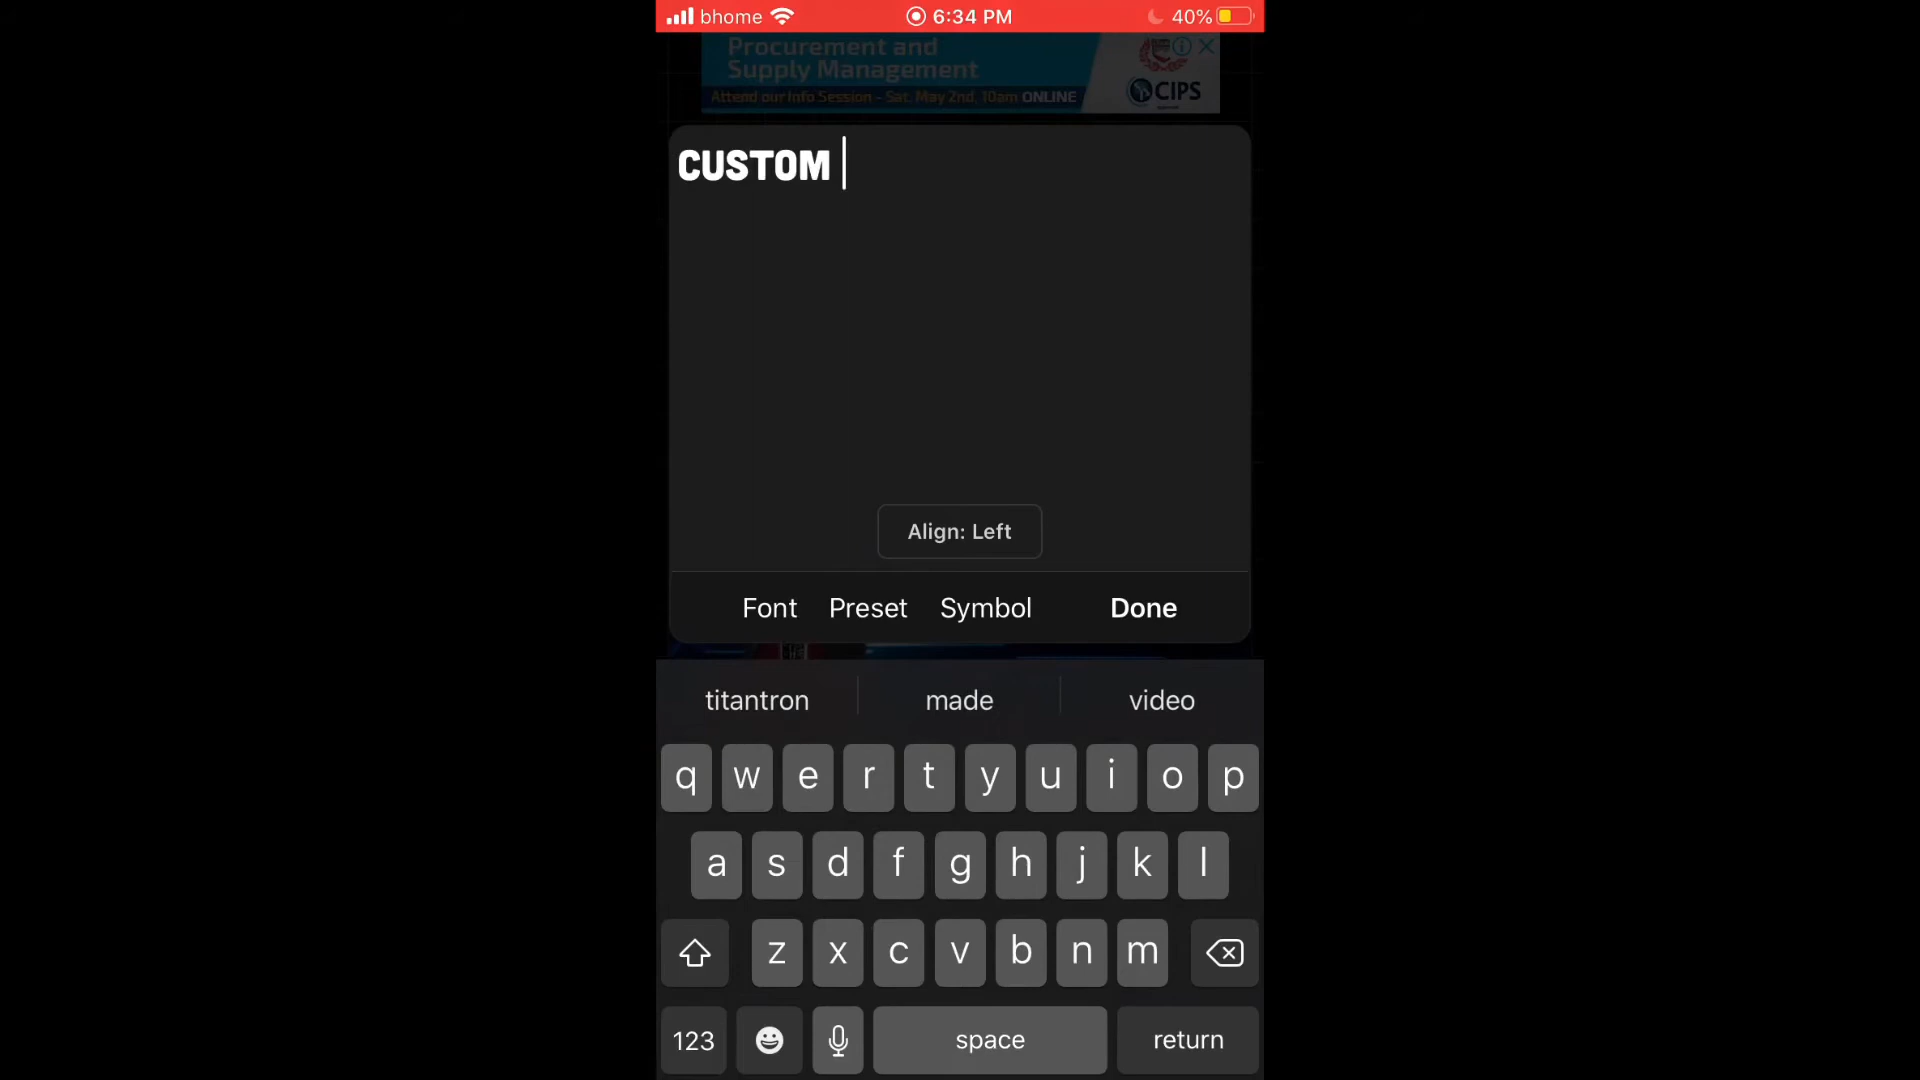 bhome 6:34 PM 40%
Procurement and
Supply Management
Attend our Info Session - Sat, May 2nd, 10am ONLINE
CIPS
CUSTOM
Align: Left
Font Preset Symbol Done
titantron made video
q w e r t y u i o p
a s d f g h j k l
z x c v b n m
123 space return